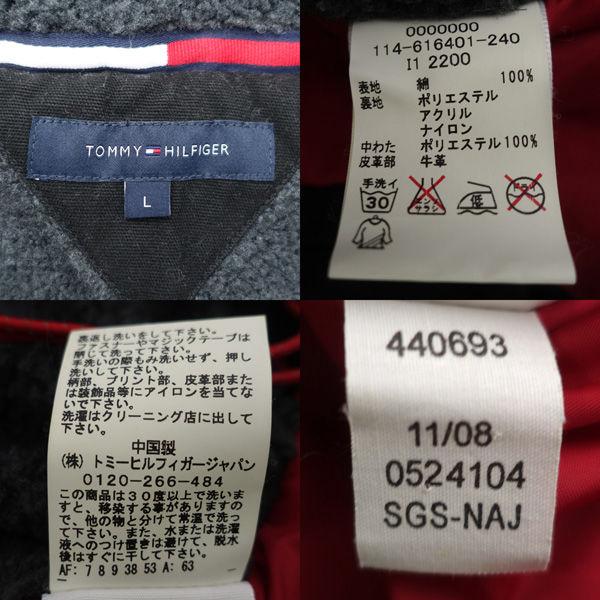 TOMMY HILFIGER
L
0000000
114-616401-240
I1 2200
表地 綿 100%
裏地 ポリエステル
アクリル
ナイロン
中わた ポリエステル100%
皮革部 牛革
手洗イ
30
エンソサラシ
低
ドライ
裏返し洗いをして下さい。
ファスナーやマジックテープは
閉じて洗って下さい。
手洗いの際もみ洗いせず、押し
洗いして下さい。
柄部、プリント部、皮革部また
は装飾品等にアイロンを当てな
いで下さい。
洗濯はクリーニング店に出して
下さい。
中国製
(株) トミーヒルフィガージャパン
0120-266-484
この商品は30度以上で洗いま
すと、移染する事がありますの
で、他の物と分けて常温で洗っ
て下さい。また、水または洗濯
液へのつけ置きは避けて、脱水
後はすぐに干して下さい。
AF: 7 8 9 38 53 A: 63
440693
11/08
0524104
SGS-NAJ